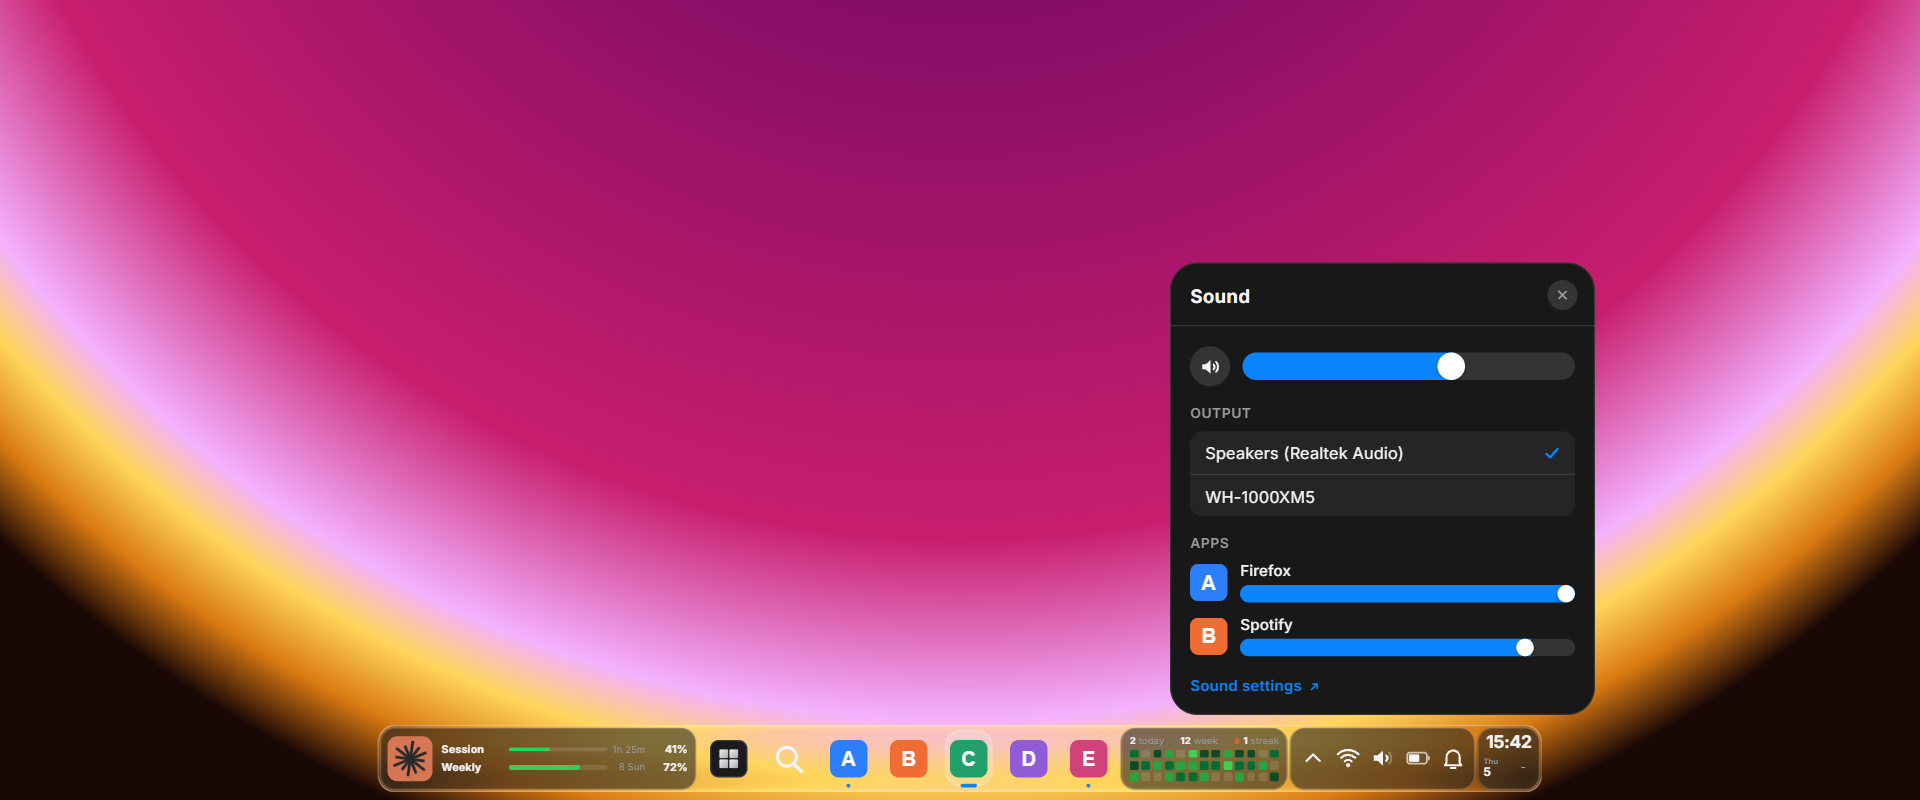 Sound
OUTPUT
Speakers (Realtek Audio)
WH-1000XM5
APPS
A Firefox
B Spotify
Sound settings ↗
Session 1h 25m 41%
Weekly 8 Sun 72%
A B C D E
2 today 12 week 1 streak
15:42
Thu
5 –